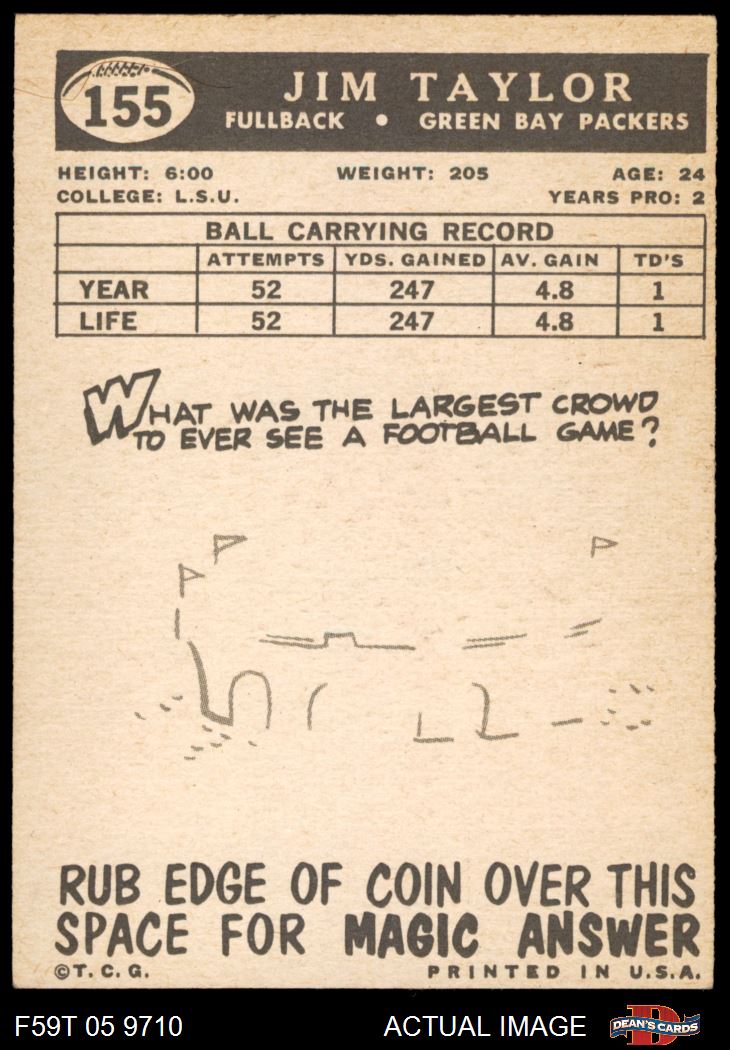 155
JIM TAYLOR
FULLBACK • GREEN BAY PACKERS
HEIGHT: 6:00 WEIGHT: 205 AGE: 24
COLLEGE: L.S.U. YEARS PRO: 2
BALL CARRYING RECORD
ATTEMPTS YDS. GAINED AV. GAIN TD'S
YEAR 52 247 4.8 1
LIFE 52 247 4.8 1
WHAT WAS THE LARGEST CROWD
TO EVER SEE A FOOTBALL GAME?
RUB EDGE OF COIN OVER THIS
SPACE FOR MAGIC ANSWER
©T.C.G. PRINTED IN U.S.A.
F59T 05 9710 ACTUAL IMAGE DEAN'S CARDS